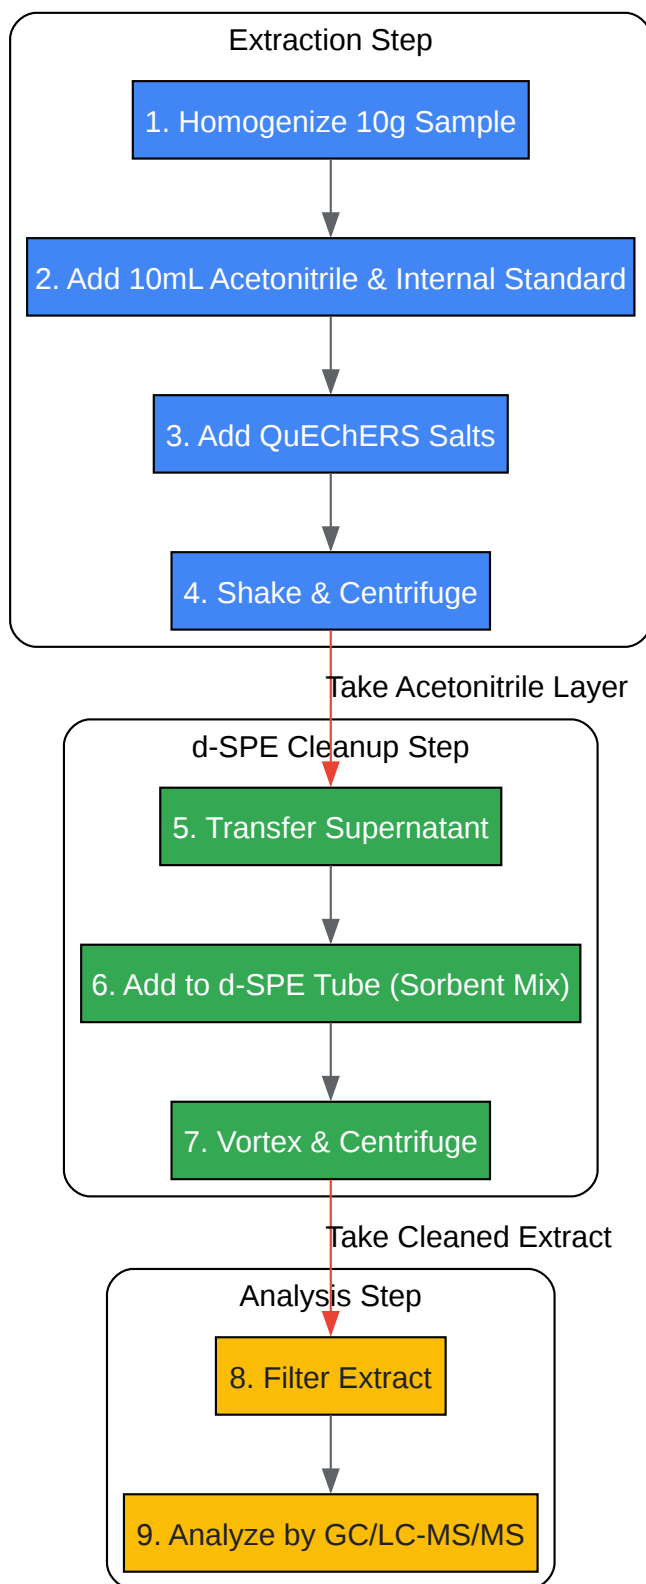 Extraction Step
1. Homogenize 10g Sample
2. Add 10mL Acetonitrile & Internal Standard
3. Add QuEChERS Salts
4. Shake & Centrifuge
Take Acetonitrile Layer
d-SPE Cleanup Step
5. Transfer Supernatant
6. Add to d-SPE Tube (Sorbent Mix)
7. Vortex & Centrifuge
Take Cleaned Extract
Analysis Step
8. Filter Extract
9. Analyze by GC/LC-MS/MS